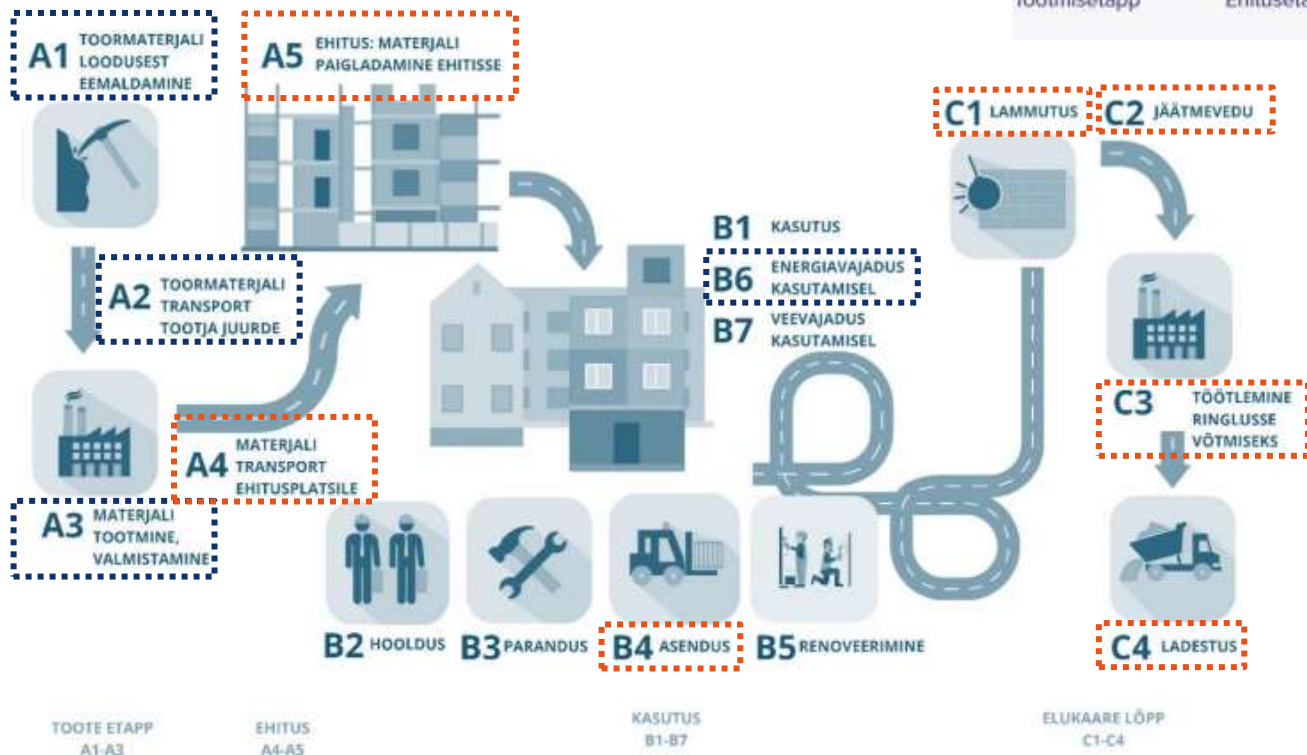 Tootmisetapp
A1 TOORMATERJALI
LOODUSEST
EEMALDAMINE
A5 EHITUS: MATERJALI
PAIGLADAMINE EHITISSE
C1 LAMMUTUS
C2 JÄÄTMEVEDU
A2 TOORMATERJALI
TRANSPORT
TOOTJA JUURDE
B1 KASUTUS
B6 ENERGIAVAJADUS
KASUTAMISEL
B7 VEEVAJADUS
KASUTAMISEL
C3 TÖÖTLEMINE
RINGLUSSE
VÕTMISEKS
A4 MATERJALI
TRANSPORT
EHITUSPLATSILE
A3 MATERJALI
TOOTMINE,
VALMISTAMINE
B2 HOOLDUS
B3 PARANDUS
B4 ASENDUS
B5 RENOVEERIMINE
C4 LADESTUS
TOOTE ETAPP
A1-A3
EHITUS
A4-A5
KASUTUS
B1-B7
ELUKAARE LÕPP
C1-C4